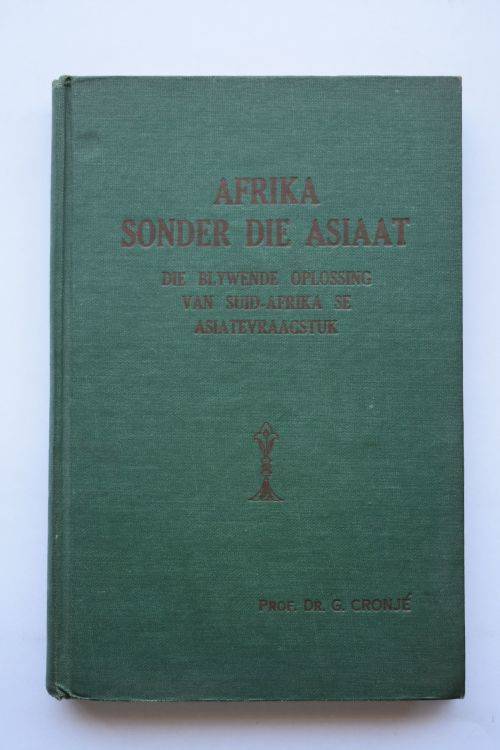 AFRIKA
SONDER DIE ASIAAT
DIE BLYWENDE OPLOSSING
VAN SUID-AFRIKA SE
ASIATEVRAAGSTUK
PROF. DR. G. CRONJÉ